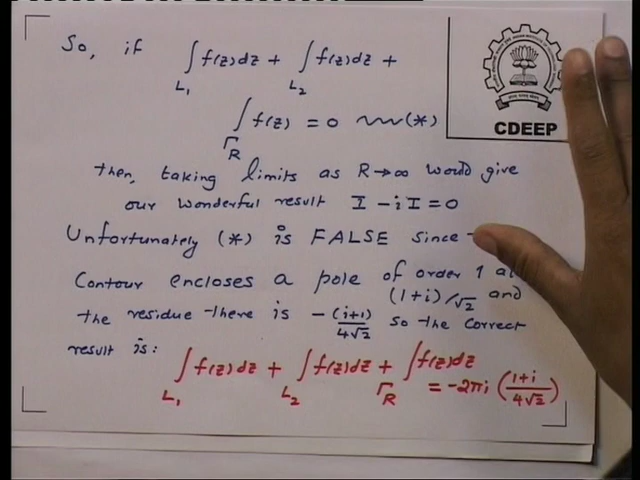 So, if ∫_{L₁} f(z)dz + ∫_{L₂} f(z)dz +
∫_{Γ_R} f(z) = 0 ~~~(*)
CDEEP
then, taking limits as R→∞ would give
our wonderful result I - iI = 0
Unfortunately (*) is FALSE since
Contour encloses a pole of order 1
(1+i)/√2 and
the residue there is -(i+1)/4√2 so the correct
result is:
∫_{L₁} f(z)dz + ∫_{L₂} f(z)dz + ∫_{Γ_R} f(z)dz
= -2πi (1+i/4√2)